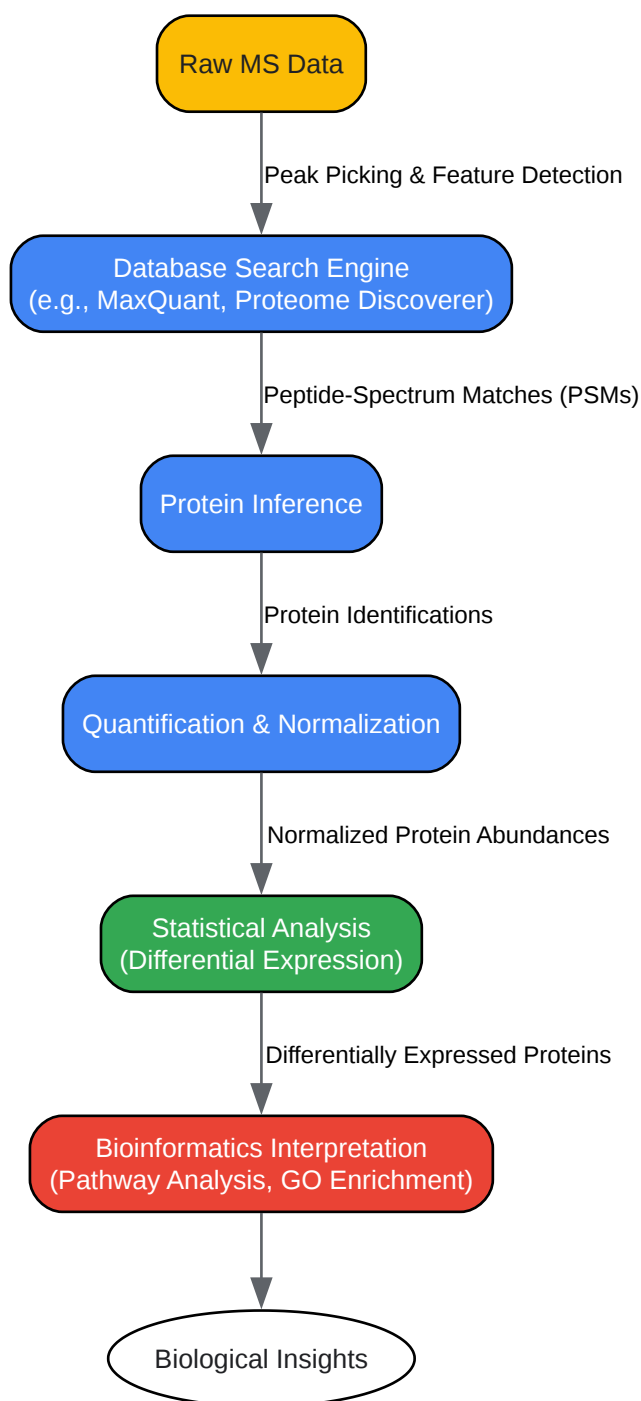 Raw MS Data
Peak Picking & Feature Detection
Database Search Engine
(e.g., MaxQuant, Proteome Discoverer)
Peptide-Spectrum Matches (PSMs)
Protein Inference
Protein Identifications
Quantification & Normalization
Normalized Protein Abundances
Statistical Analysis
(Differential Expression)
Differentially Expressed Proteins
Bioinformatics Interpretation
(Pathway Analysis, GO Enrichment)
Biological Insights